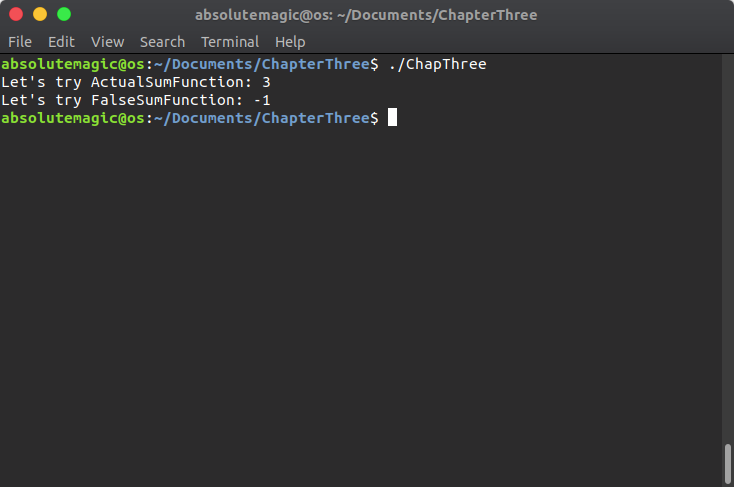 absolutemagic@os: ~/Documents/ChapterThree
File Edit View Search Terminal Help
absolutemagic@os:~/Documents/ChapterThree$ ./ChapThree
Let's try ActualSumFunction: 3
Let's try FalseSumFunction: -1
absolutemagic@os:~/Documents/ChapterThree$